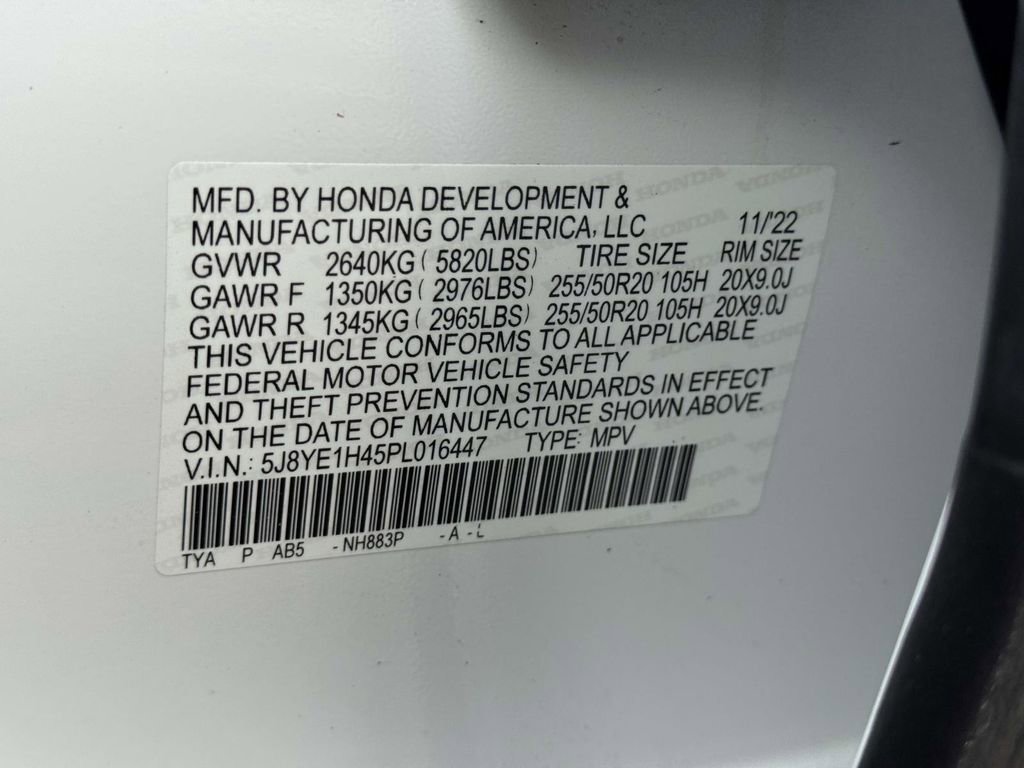 MFD. BY HONDA DEVELOPMENT &
MANUFACTURING OF AMERICA, LLC 11/'22
GVWR 2640KG ( 5820LBS) TIRE SIZE RIM SIZE
GAWR F 1350KG ( 2976LBS) 255/50R20 105H 20X9.0J
GAWR R 1345KG ( 2965LBS) 255/50R20 105H 20X9.0J
THIS VEHICLE CONFORMS TO ALL APPLICABLE
FEDERAL MOTOR VEHICLE SAFETY
AND THEFT PREVENTION STANDARDS IN EFFECT
ON THE DATE OF MANUFACTURE SHOWN ABOVE.
V.I.N.: 5J8YE1H45PL016447 TYPE: MPV
TYA P AB5 -NH883P -A -L